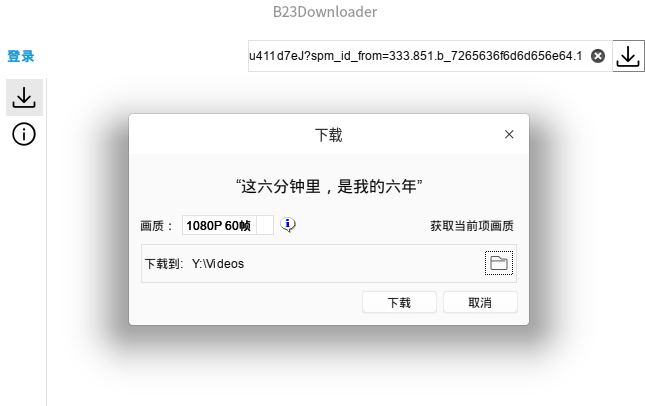 B23Downloader
登录
u411d7eJ?spm_id_from=333.851.b_7265636f6d6d656e64.1
下载
“这六分钟里，是我的六年”
画质： 1080P 60帧 获取当前项画质
下载到: Y:\Videos
下载 取消